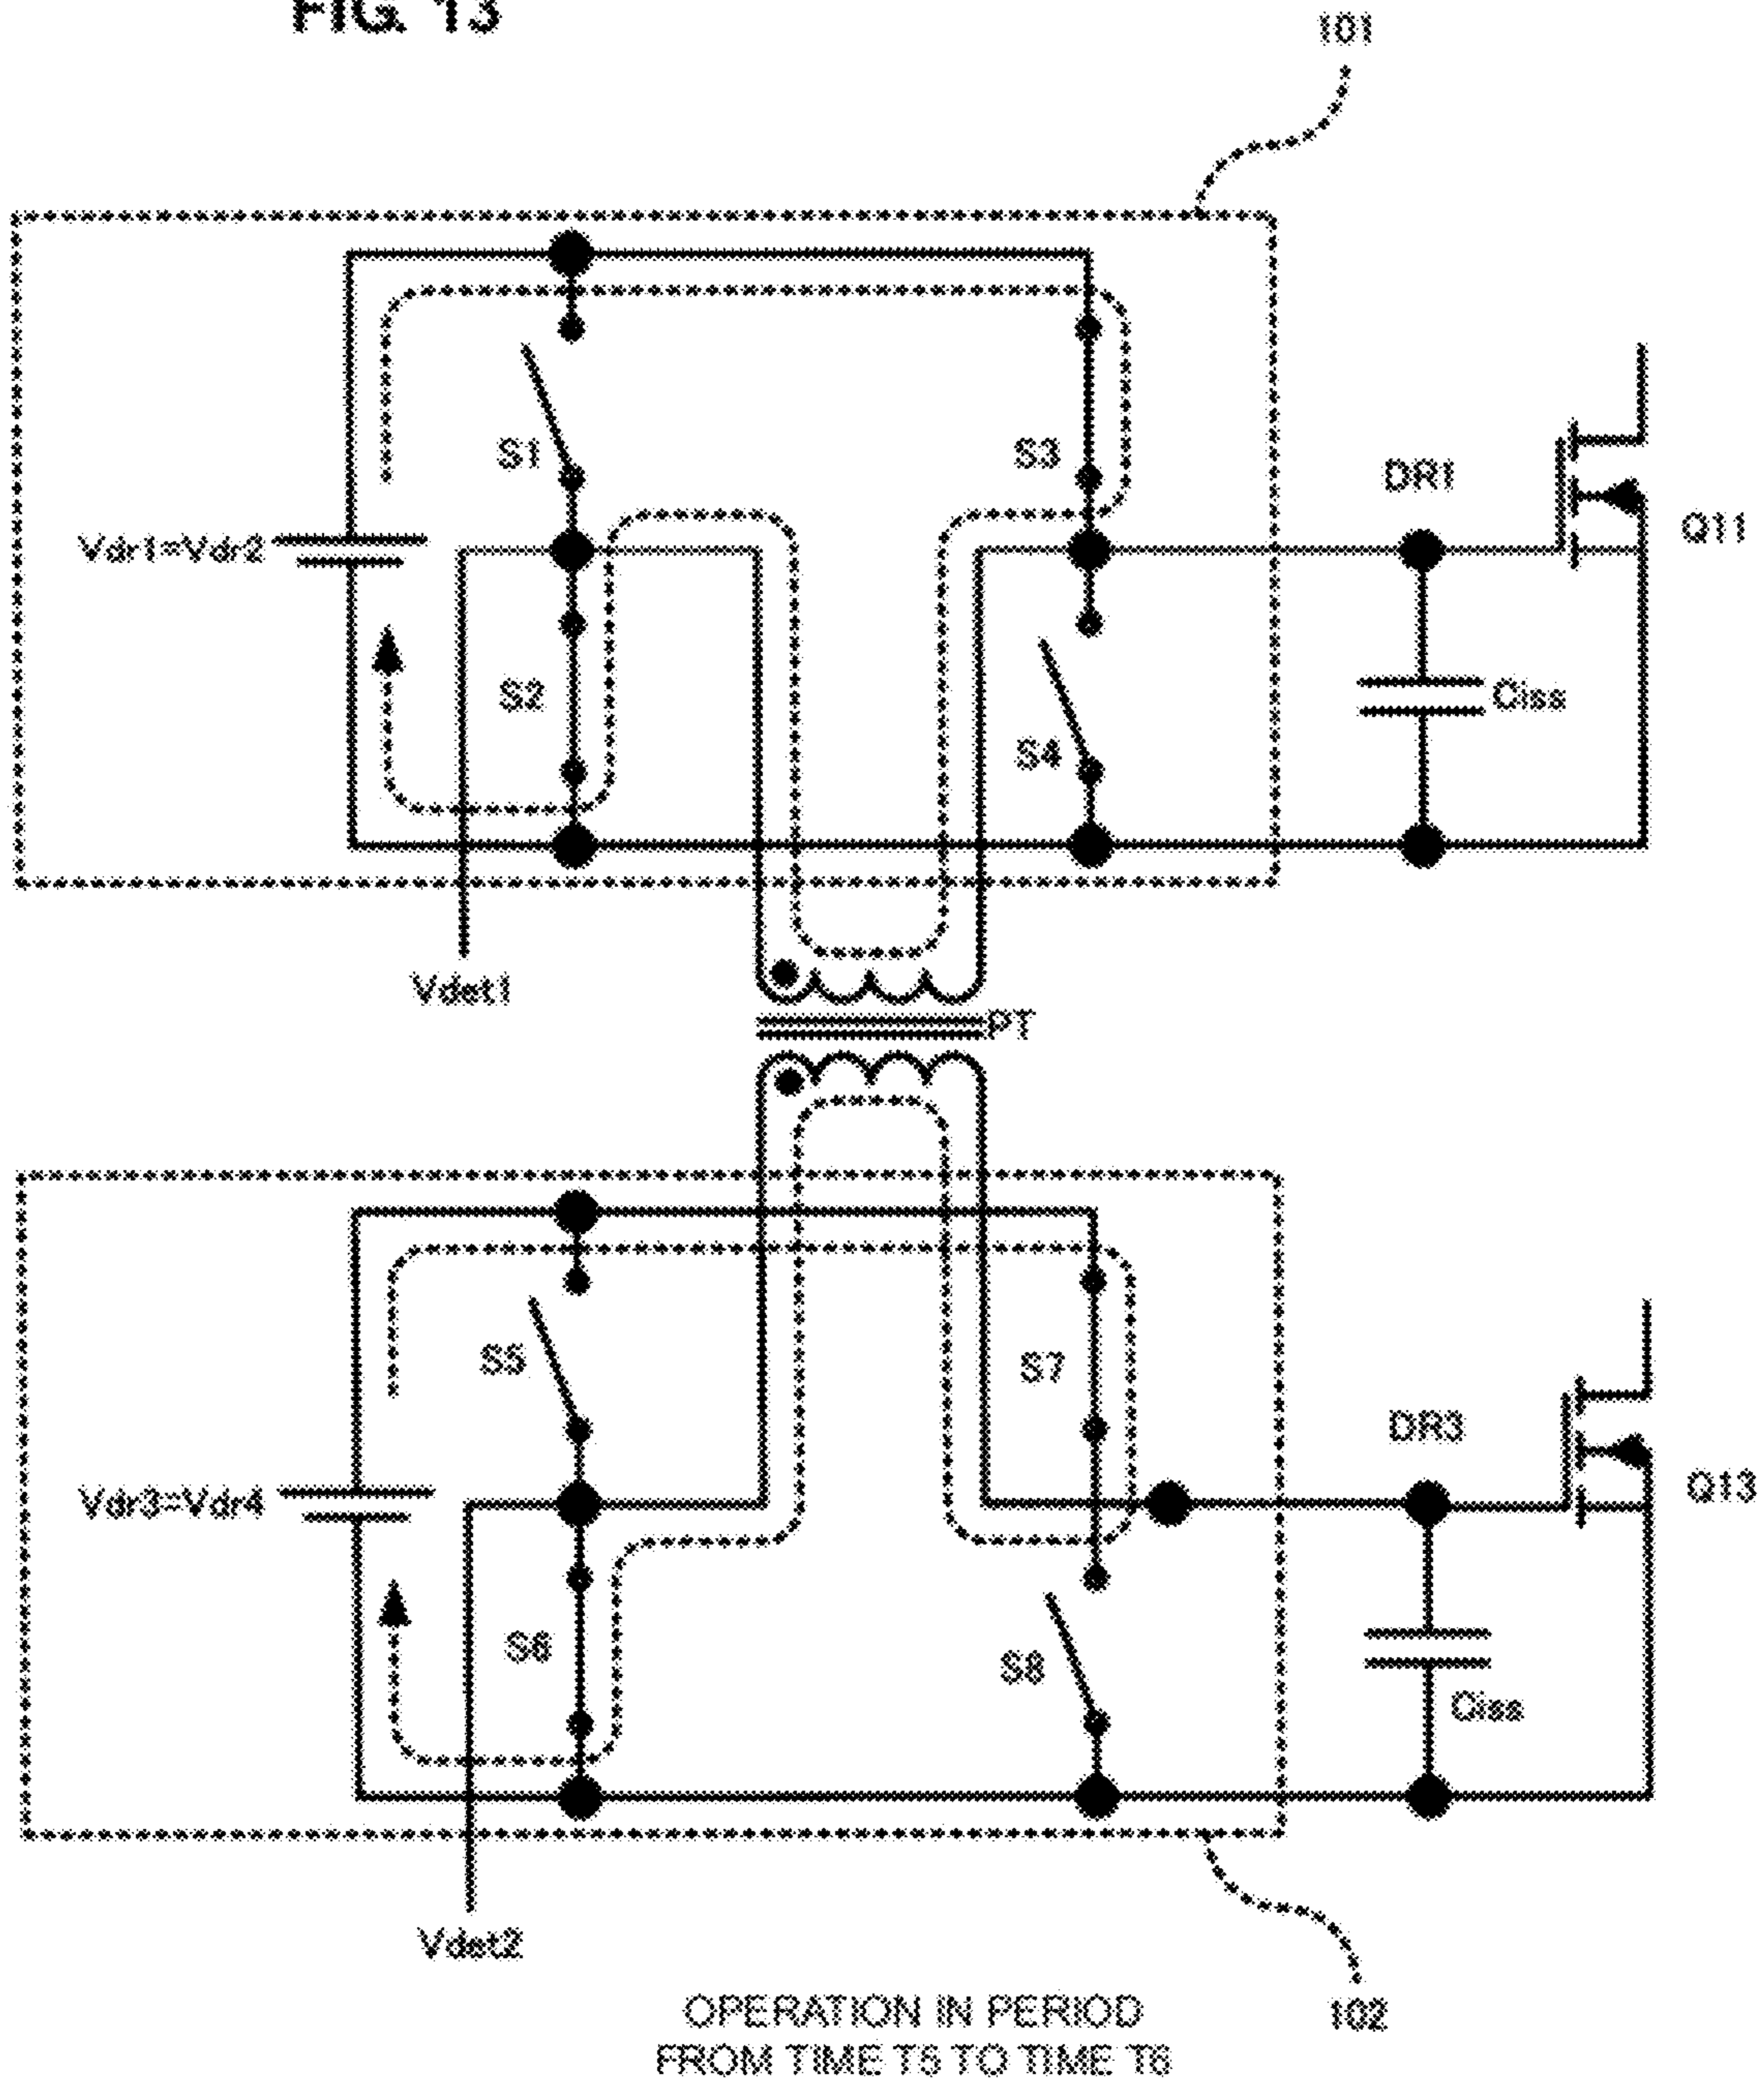 FIG. 13
101
S1
S3
DR1
Vdr1=Vdr2
Q11
S2
Ciss
S4
Vdet1
PT
S5
S7
DR3
Vdr3=Vdr4
Q13
S6
S8
Ciss
Vdet2
102
OPERATION IN PERIOD
FROM TIME T5 TO TIME T6